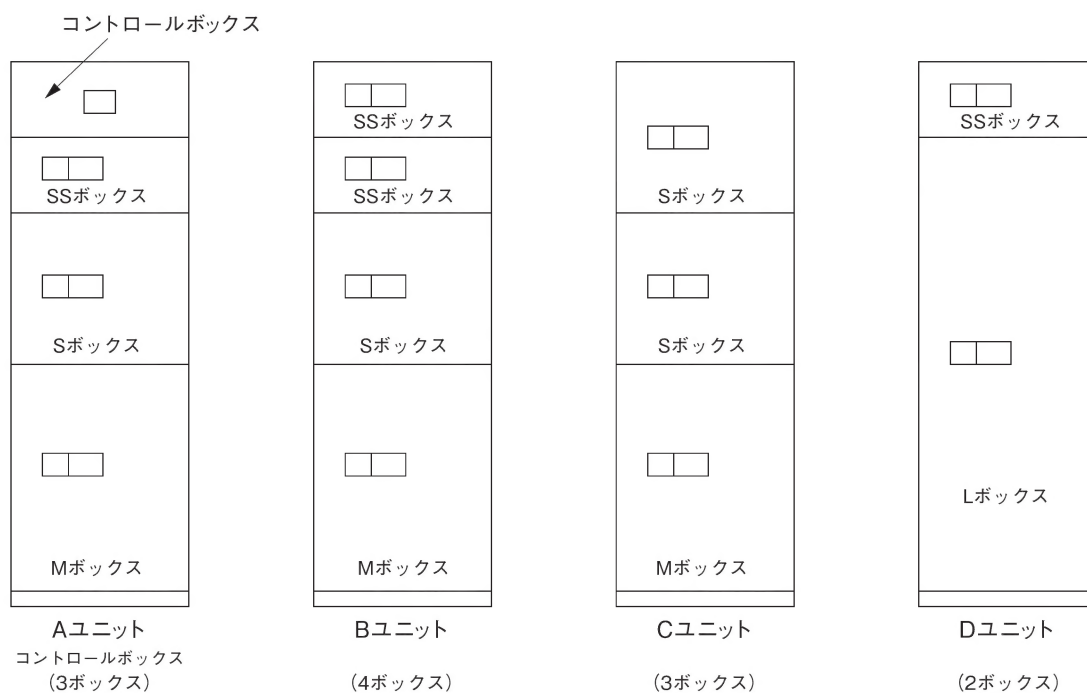 コントロールボックス
SSボックス
Sボックス
Mボックス
Aユニット
コントロールボックス
(3ボックス)
SSボックス
SSボックス
Sボックス
Mボックス
Bユニット
(4ボックス)
Sボックス
Sボックス
Mボックス
Cユニット
(3ボックス)
SSボックス
Lボックス
Dユニット
(2ボックス)